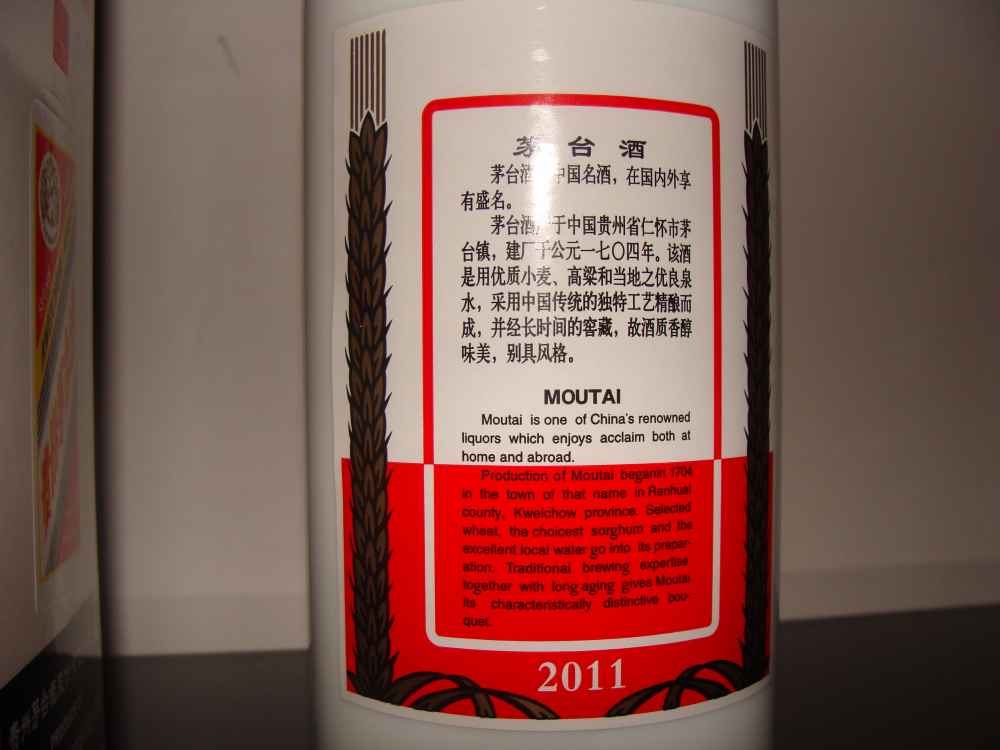 茅台酒
茅台酒 中国名酒，在国内外享
有盛名。
茅台酒 于中国贵州省仁怀市茅
台镇，建厂于公元一七〇四年。该酒
是用优质小麦、高粱和当地之优良泉
水，采用中国传统的独特工艺精酿而
成，并经长时间的窖藏，故酒质香醇
味美，别具风格。
MOUTAI
Moutai is one of China's renowned
liquors which enjoys acclaim both at
home and abroad.
Production of Moutai beganin 1704
in the town of that name in Renhuai
county, Kweichow province. Selected
wheat, the choicest sorghum and the
excellent local water go into its prepar-
ation. Traditional brewing expertise
together with long aging gives Moutai
its characteristically distinctive bou-
quet.
2011